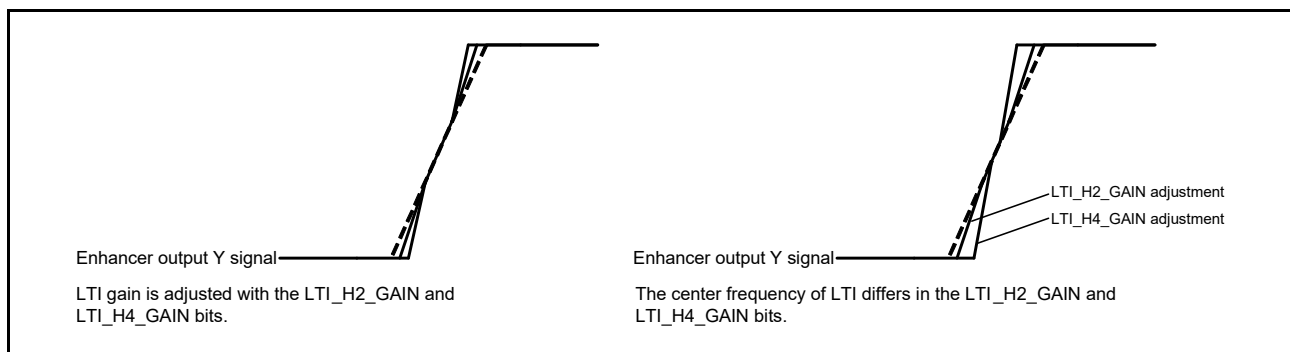 Enhancer output Y signal
LTI gain is adjusted with the LTI_H2_GAIN and
LTI_H4_GAIN bits.
LTI_H2_GAIN adjustment
LTI_H4_GAIN adjustment
Enhancer output Y signal
The center frequency of LTI differs in the LTI_H2_GAIN and
LTI_H4_GAIN bits.